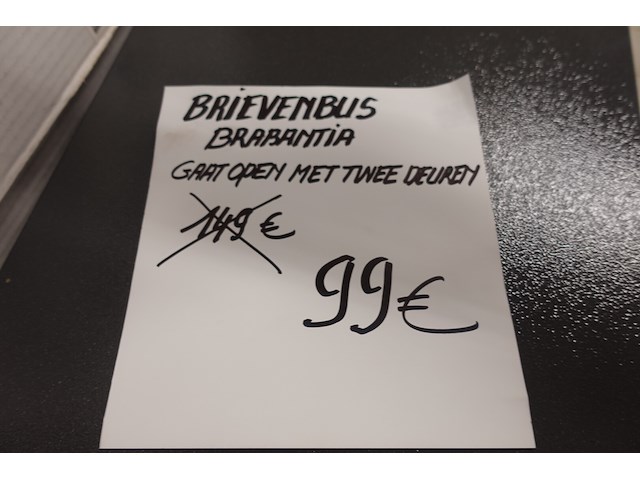 BRIEVENBUS
BRABANTIA
GAAT OPEN MET TWEE DEUREN
149 €
99€